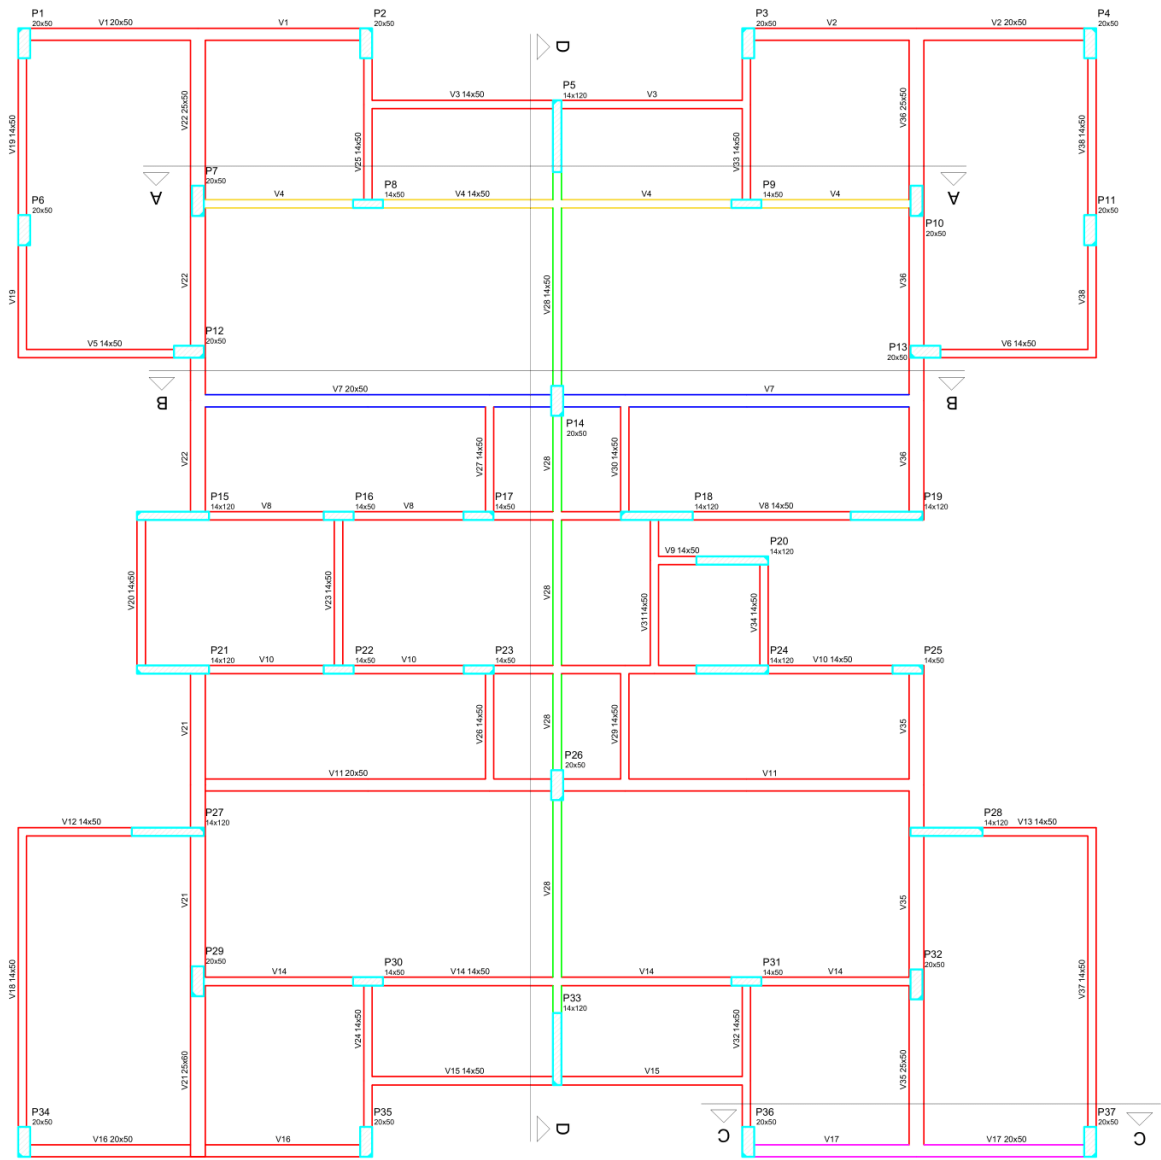 P1
20x50
V1 20x50
V1
P2
20x50
P3
20x50
V2
V2 20x50
P4
20x50
D
P5
14x120
V3 14x50
V3
V19 14x50
V22 25x50
V25 14x50
V33 14x50
V36 25x50
V38 14x50
A
A
P7
20x50
P8
14x50
P9
14x50
V4
V4 14x50
V4
V4
P6
20x50
P10
20x50
P11
20x50
V19
V22
V28 14x50
V36
V38
P12
20x50
V5 14x50
P13
20x50
V6 14x50
B
B
V7 20x50
V7
P14
20x50
V22
V27 14x50
V28
V30 14x50
V36
P15
14x120
V8
P16
14x50
V8
P17
14x50
P18
14x120
V8 14x50
P19
14x120
V9 14x50
P20
14x120
V20 14x50
V23 14x50
V28
V31 14x50
V34 14x50
P21
14x120
V10
P22
14x50
V10
P23
14x50
P24
14x120
V10 14x50
P25
14x50
V21
V26 14x50
V28
V29 14x50
V35
P26
20x50
V11 20x50
V11
P27
14x120
V12 14x50
P28
14x120
V13 14x50
V21
V28
V35
V18 14x50
V37 14x50
P29
20x50
V14
P30
14x50
V14 14x50
V14
P31
14x50
V14
P32
20x50
P33
14x120
V21 25x60
V24 14x50
V32 14x50
V35 25x50
V15 14x50
V15
P34
20x50
V16 20x50
V16
P35
20x50
D
P36
20x50
C
V17
V17 20x50
P37
20x50
C